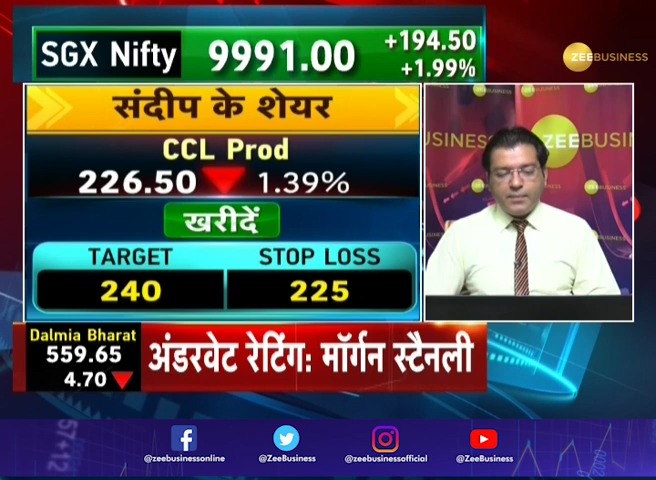 SGX Nifty 9991.00 +194.50
+1.99%
ZEEBUSINESS
संदीप के शेयर
CCL Prod
226.50 1.39%
खरीदें
TARGET STOP LOSS
240 225
ZEEBUSINESS
Dalmia Bharat
559.65
4.70
अंडरवेट रेटिंग: मॉर्गन स्टैनली
@zeebusinessonline @ZeeBusiness @zeebusinessofficial @ZeeBusiness